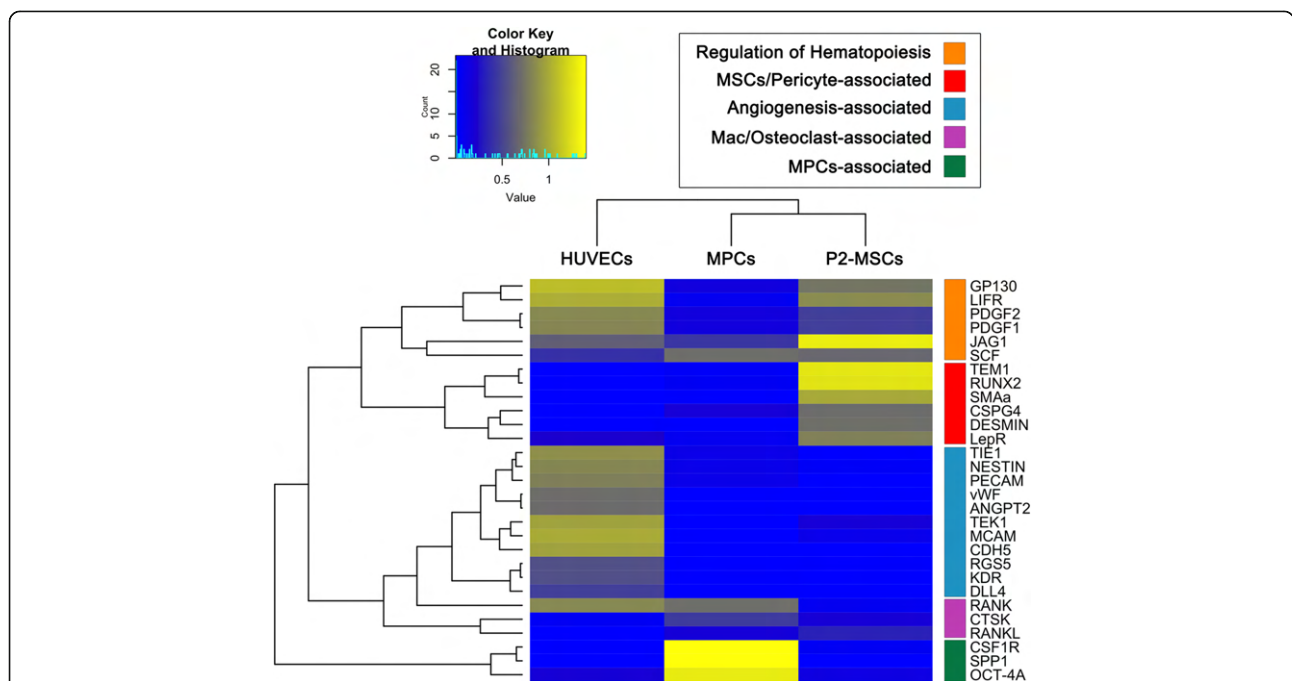 Color Key
and Histogram
Count
0
5
10
20
0.5
1
Value
Regulation of Hematopoiesis
MSCs/Pericyte-associated
Angiogenesis-associated
Mac/Osteoclast-associated
MPCs-associated
HUVECs
MPCs
P2-MSCs
GP130
LIFR
PDGF2
PDGF1
JAG1
SCF
TEM1
RUNX2
SMAa
CSPG4
DESMIN
LepR
TIE1
NESTIN
PECAM
vWF
ANGPT2
TEK1
MCAM
CDH5
RGS5
KDR
DLL4
RANK
CTSK
RANKL
CSF1R
SPP1
OCT-4A